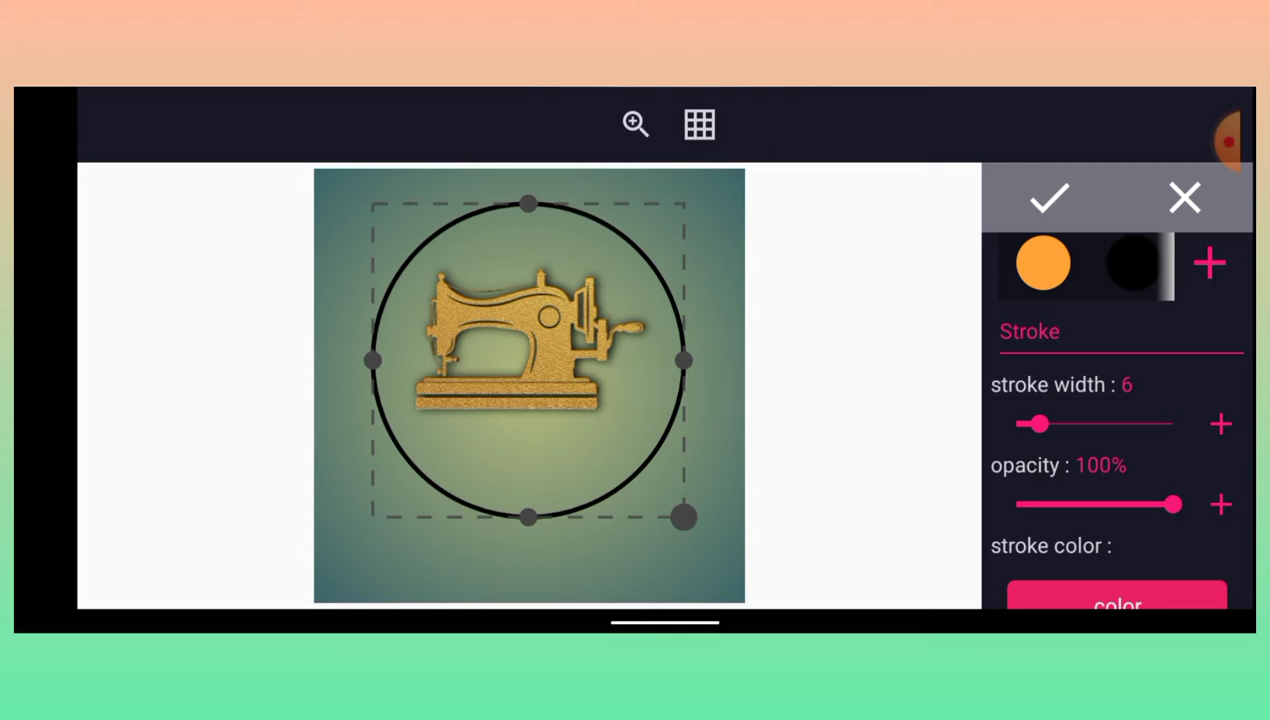 Stroke
stroke width : 6
opacity : 100%
stroke color :
color